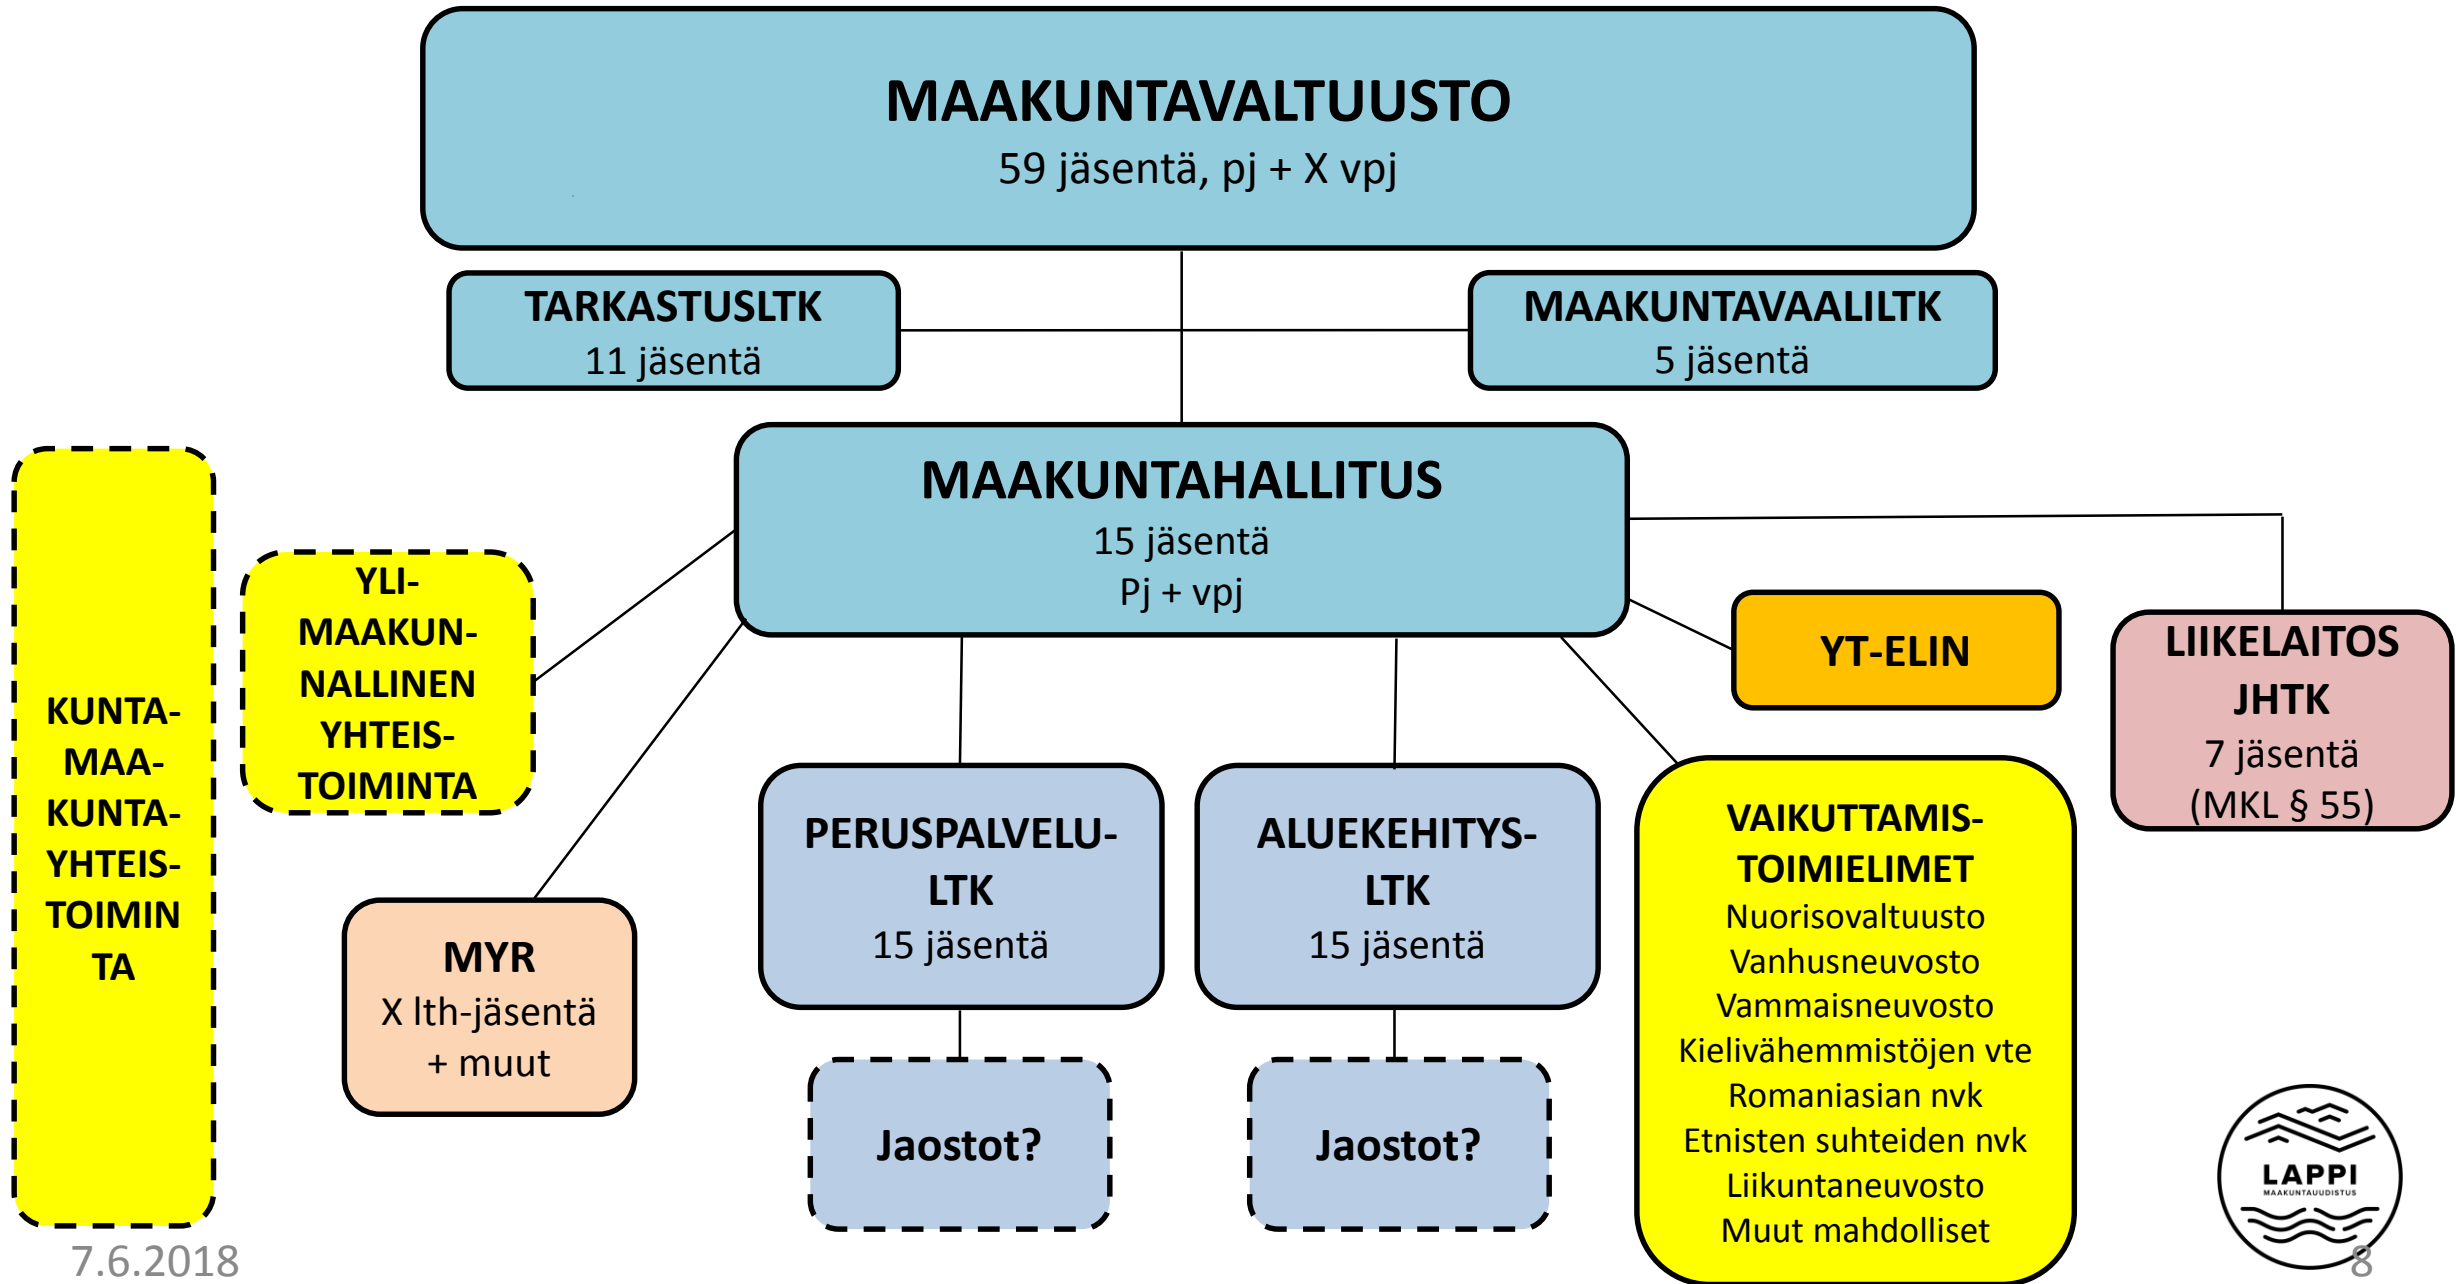 MAAKUNTAVALTUUSTO
59 jäsentä, pj + X vpj
TARKASTUSLTK
11 jäsentä
MAAKUNTAVAALILTK
5 jäsentä
MAAKUNTAHALLITUS
15 jäsentä
Pj + vpj
KUNTA-
MAA-
KUNTA-
YHTEIS-
TOIMIN
TA
YLI-
MAAKUN-
NALLINEN
YHTEIS-
TOIMINTA
YT-ELIN
LIIKELAITOS
JHTK
7 jäsentä
(MKL § 55)
MYR
X lth-jäsentä
+ muut
PERUSPALVELU-
LTK
15 jäsentä
ALUEKEHITYS-
LTK
15 jäsentä
VAIKUTTAMIS-
TOIMIELIMET
Nuorisovaltuusto
Vanhusneuvosto
Vammaisneuvosto
Kielivähemmistöjen vte
Romaniasian nvk
Etnisten suhteiden nvk
Liikuntaneuvosto
Muut mahdolliset
Jaostot?
Jaostot?
LAPPI
MAAKUNTAUUDISTUS
7.6.2018
8